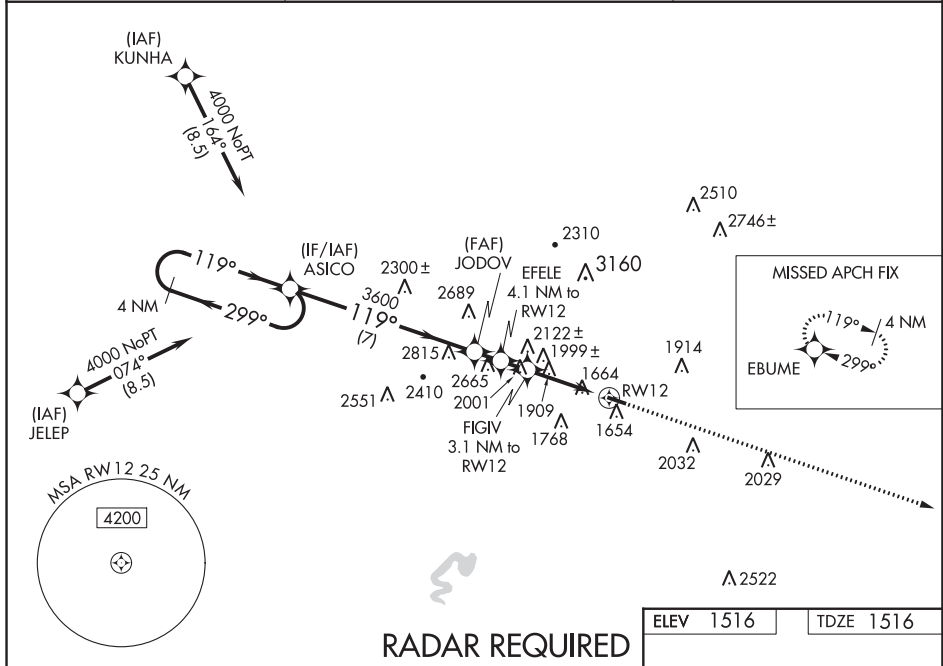 (IAF)
KUNHA
4000 NoPT
164°
(8.5)
2510
2746±
(IF/IAF)
ASICO
(FAF)
JODOV
2310
3160
EFELE
4.1 NM to
RW12
119°
4 NM
299°
2300±
3600
119°
(7)
2689
MISSED APCH FIX
119°
4 NM
299°
EBUME
2122±
1999±
1914
2815
2665
2410
2551
2001
1909
1664
RW12
1654
FIGIV
3.1 NM to
RW12
1768
2032
2029
4000 NoPT
074°
(8.5)
(IAF)
JELEP
MSA RW12 25 NM
4200
2522
RADAR REQUIRED
ELEV 1516
TDZE 1516